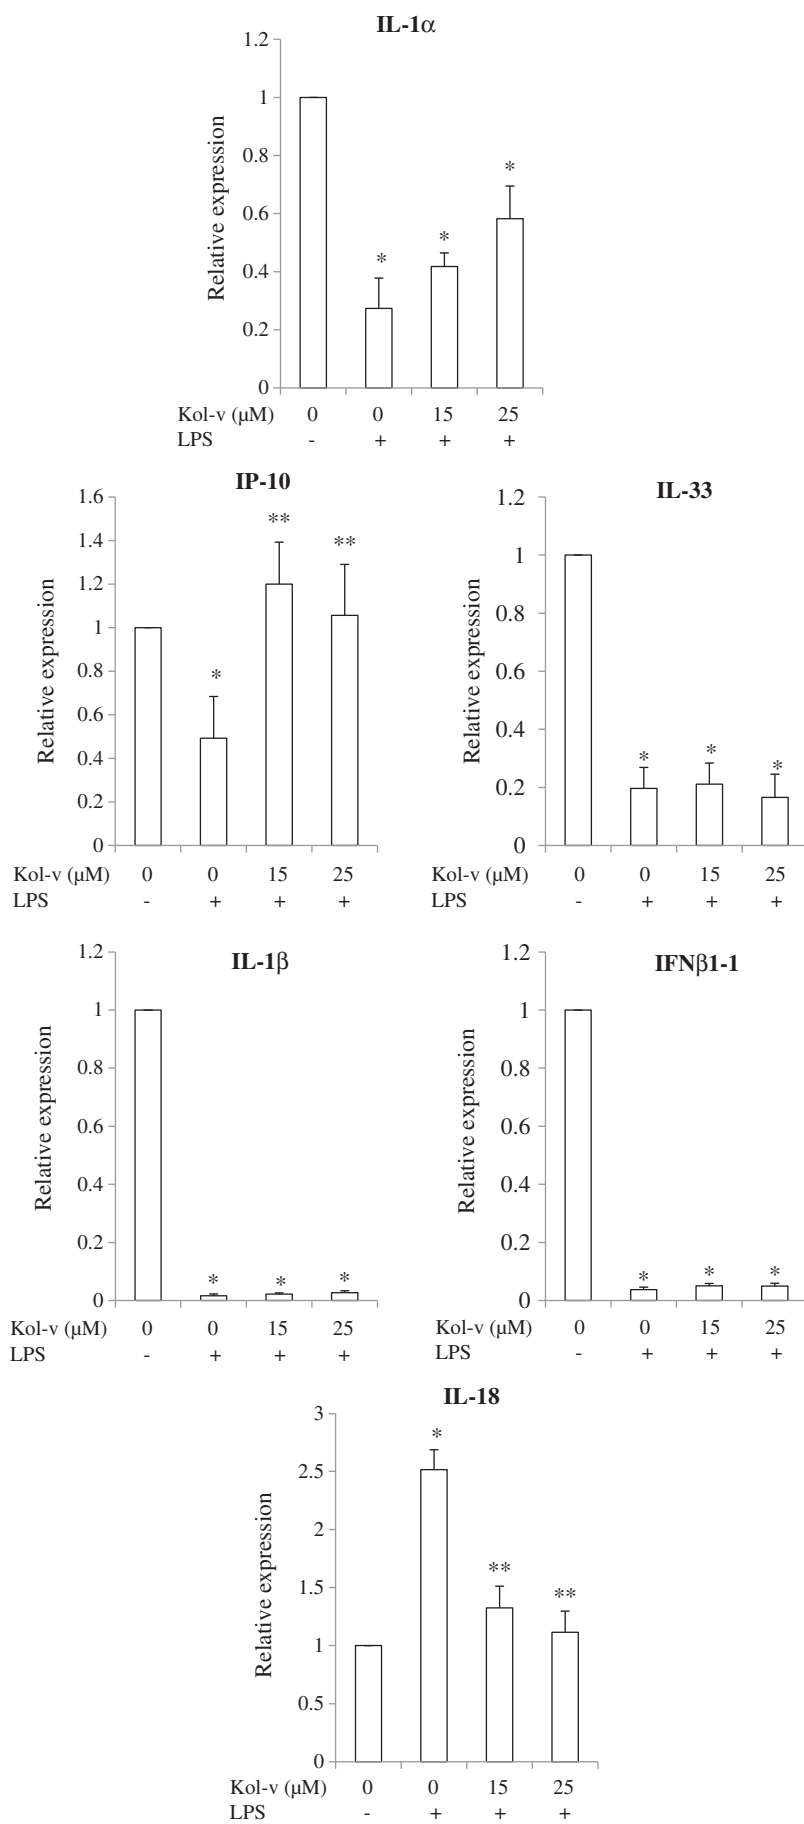 IL-1α
1.2
1
0.8
0.6
0.4
0.2
0
Relative expression
* * *
Kol-v (μM) 0 0 15 25
LPS - + + +
IP-10
1.6
1.4
1.2
1
0.8
0.6
0.4
0.2
0
Relative expression
* ** **
Kol-v (μM) 0 0 15 25
LPS - + + +
IL-33
1.2
1
0.8
0.6
0.4
0.2
0
Relative expression
* * *
Kol-v (μM) 0 0 15 25
LPS - + + +
IL-1β
1.2
1
0.8
0.6
0.4
0.2
0
Relative expression
* * *
Kol-v (μM) 0 0 15 25
LPS - + + +
IFNβ1-1
1.2
1
0.8
0.6
0.4
0.2
0
Relative expression
* * *
Kol-v (μM) 0 0 15 25
LPS - + + +
IL-18
3
2.5
2
1.5
1
0.5
0
Relative expression
* ** **
Kol-v (μM) 0 0 15 25
LPS - + + +